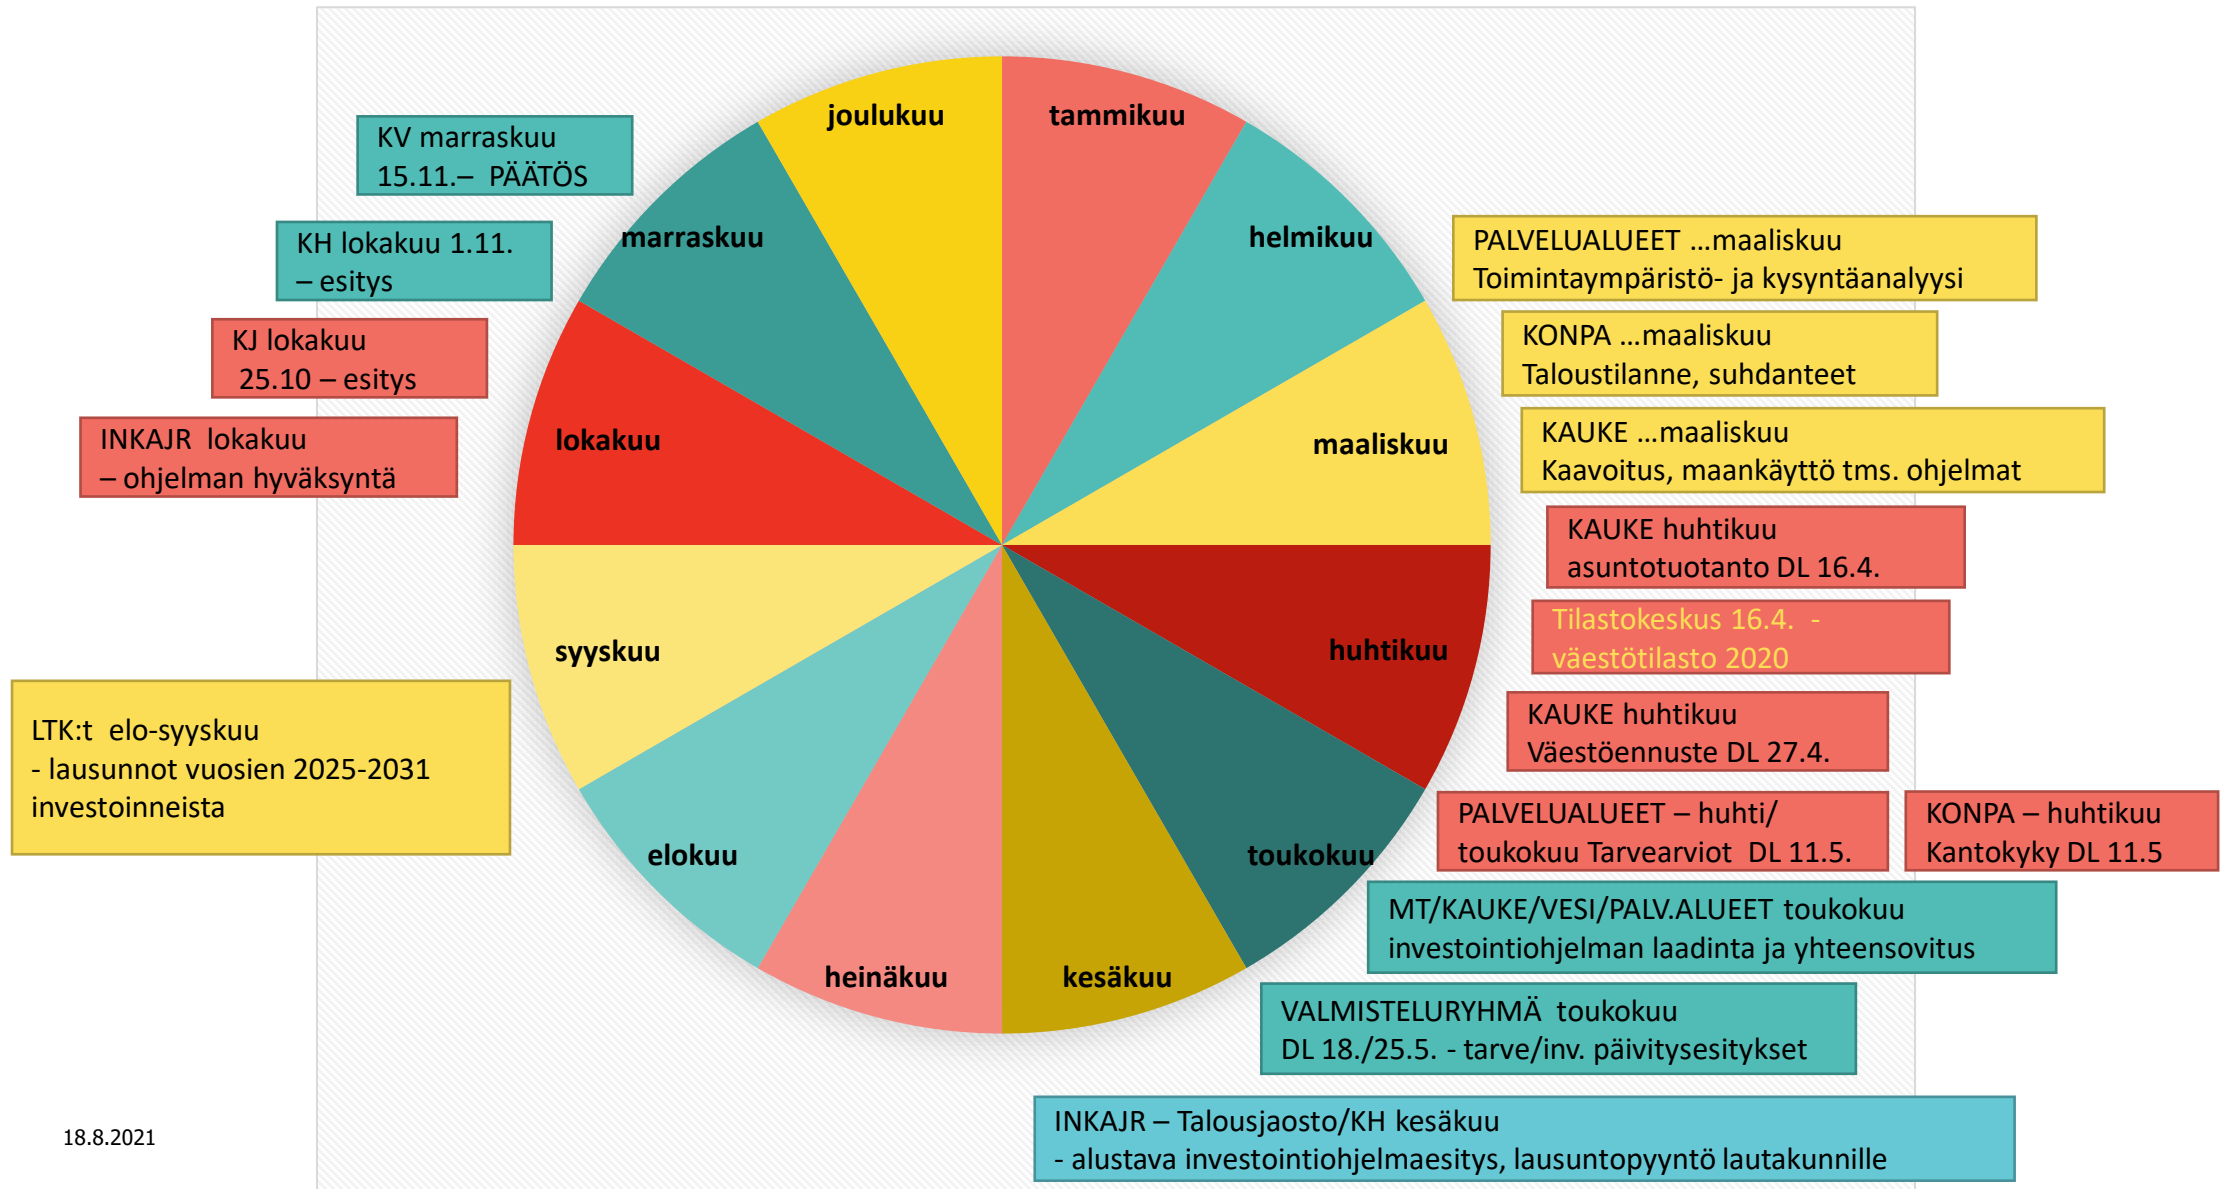 joulukuu
tammikuu
helmikuu
maaliskuu
huhtikuu
toukokuu
kesäkuu
heinäkuu
elokuu
syyskuu
lokakuu
marraskuu
PALVELUALUEET ...maaliskuu
Toimintaympäristö- ja kysyntäanalyysi
KONPA ...maaliskuu
Taloustilanne, suhdanteet
KAUKE ...maaliskuu
Kaavoitus, maankäyttö tms. ohjelmat
KAUKE huhtikuu
asuntotuotanto DL 16.4.
Tilastokeskus 16.4. -
väestötilasto 2020
KAUKE huhtikuu
Väestöennuste DL 27.4.
PALVELUALUEET – huhti/
toukokuu Tarvearviot DL 11.5.
KONPA – huhtikuu
Kantokyky DL 11.5
MT/KAUKE/VESI/PALV.ALUEET toukokuu
investointiohjelman laadinta ja yhteensovitus
VALMISTELURYHMÄ toukokuu
DL 18./25.5. - tarve/inv. päivitysesitykset
INKAJR – Talousjaosto/KH kesäkuu
- alustava investointiohjelmaesitys, lausuntopyyntö lautakunnille
LTK:t elo-syyskuu
- lausunnot vuosien 2025-2031
investoinneista
INKAJR lokakuu
– ohjelman hyväksyntä
KJ lokakuu
25.10 – esitys
KH lokakuu 1.11.
– esitys
KV marraskuu
15.11.– PÄÄTÖS
18.8.2021